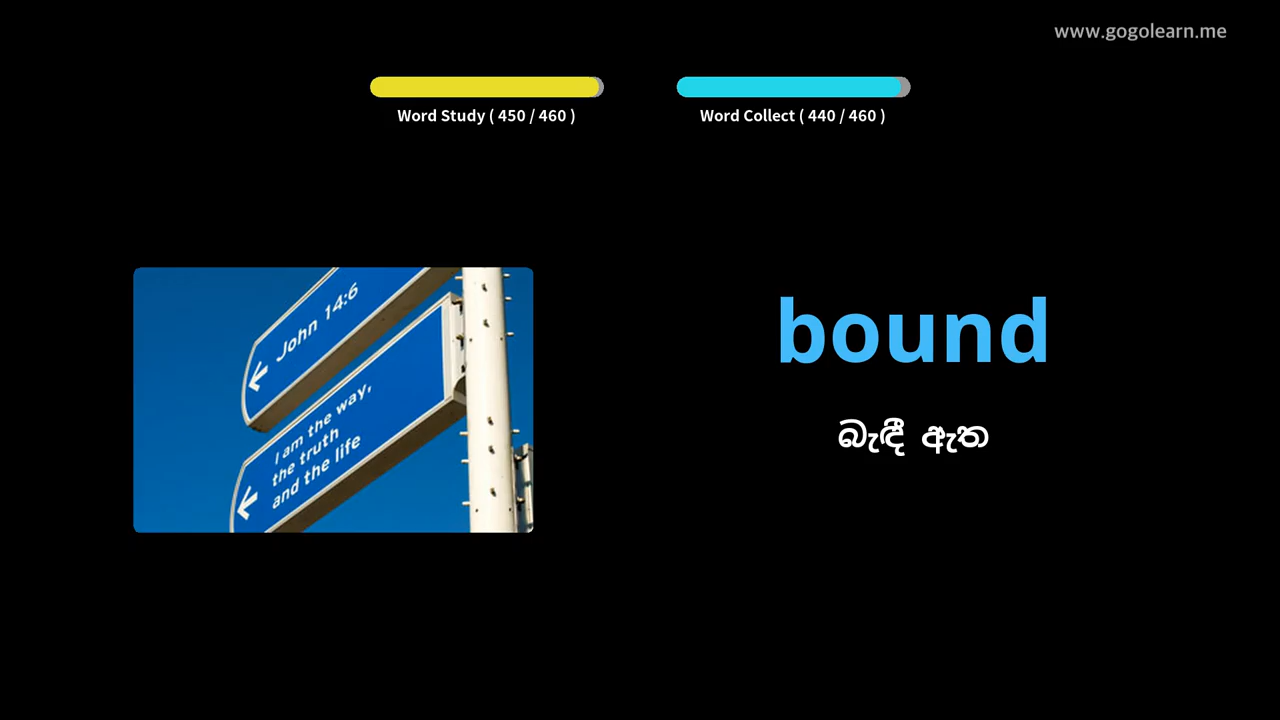 www.gogolearn.me
Word Study ( 450 / 460 )
Word Collect ( 440 / 460 )
John 14:6
I am the way,
the truth
and the life
bound
බැඳී ඇත